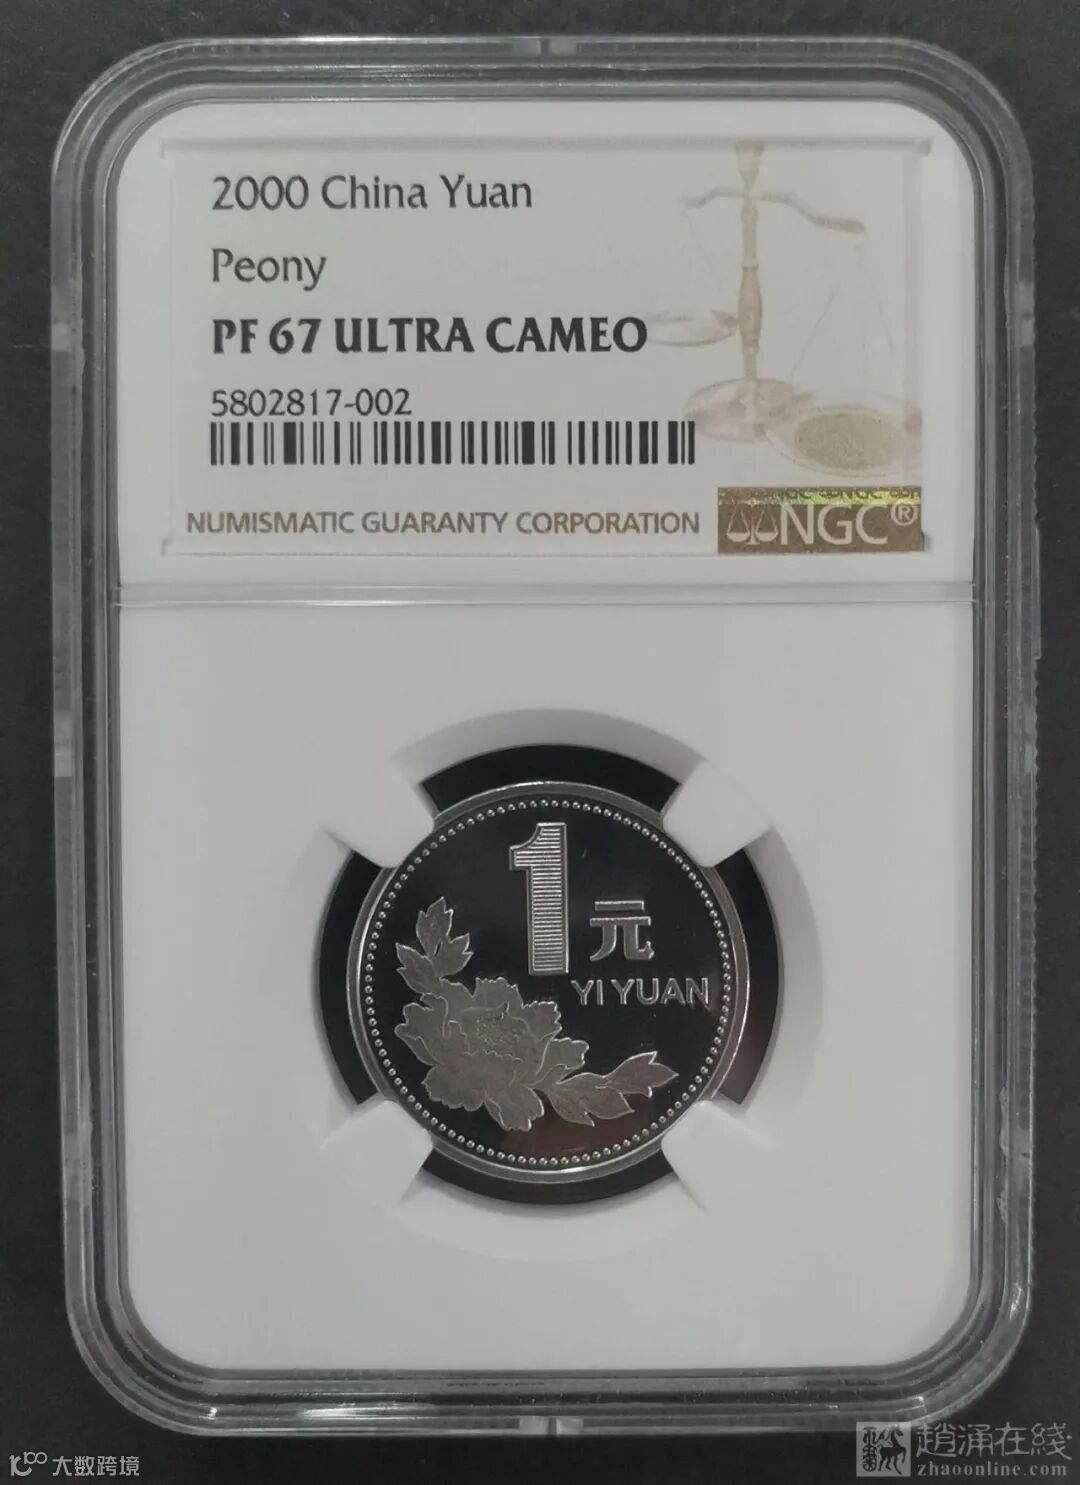 2000 China Yuan
Peony
PF 67 ULTRA CAMEO
5802817-002
NUMISMATIC GUARANTY CORPORATION
NGC®
1元
YI YUAN
大数跨境
趙涌在綫
zhaoonline.com